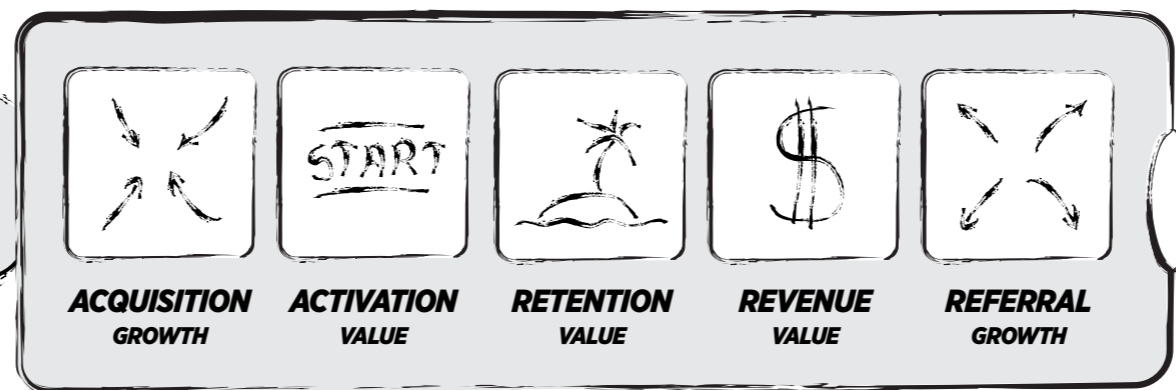 START
ACQUISITION
GROWTH
ACTIVATION
VALUE
RETENTION
VALUE
REVENUE
VALUE
REFERRAL
GROWTH